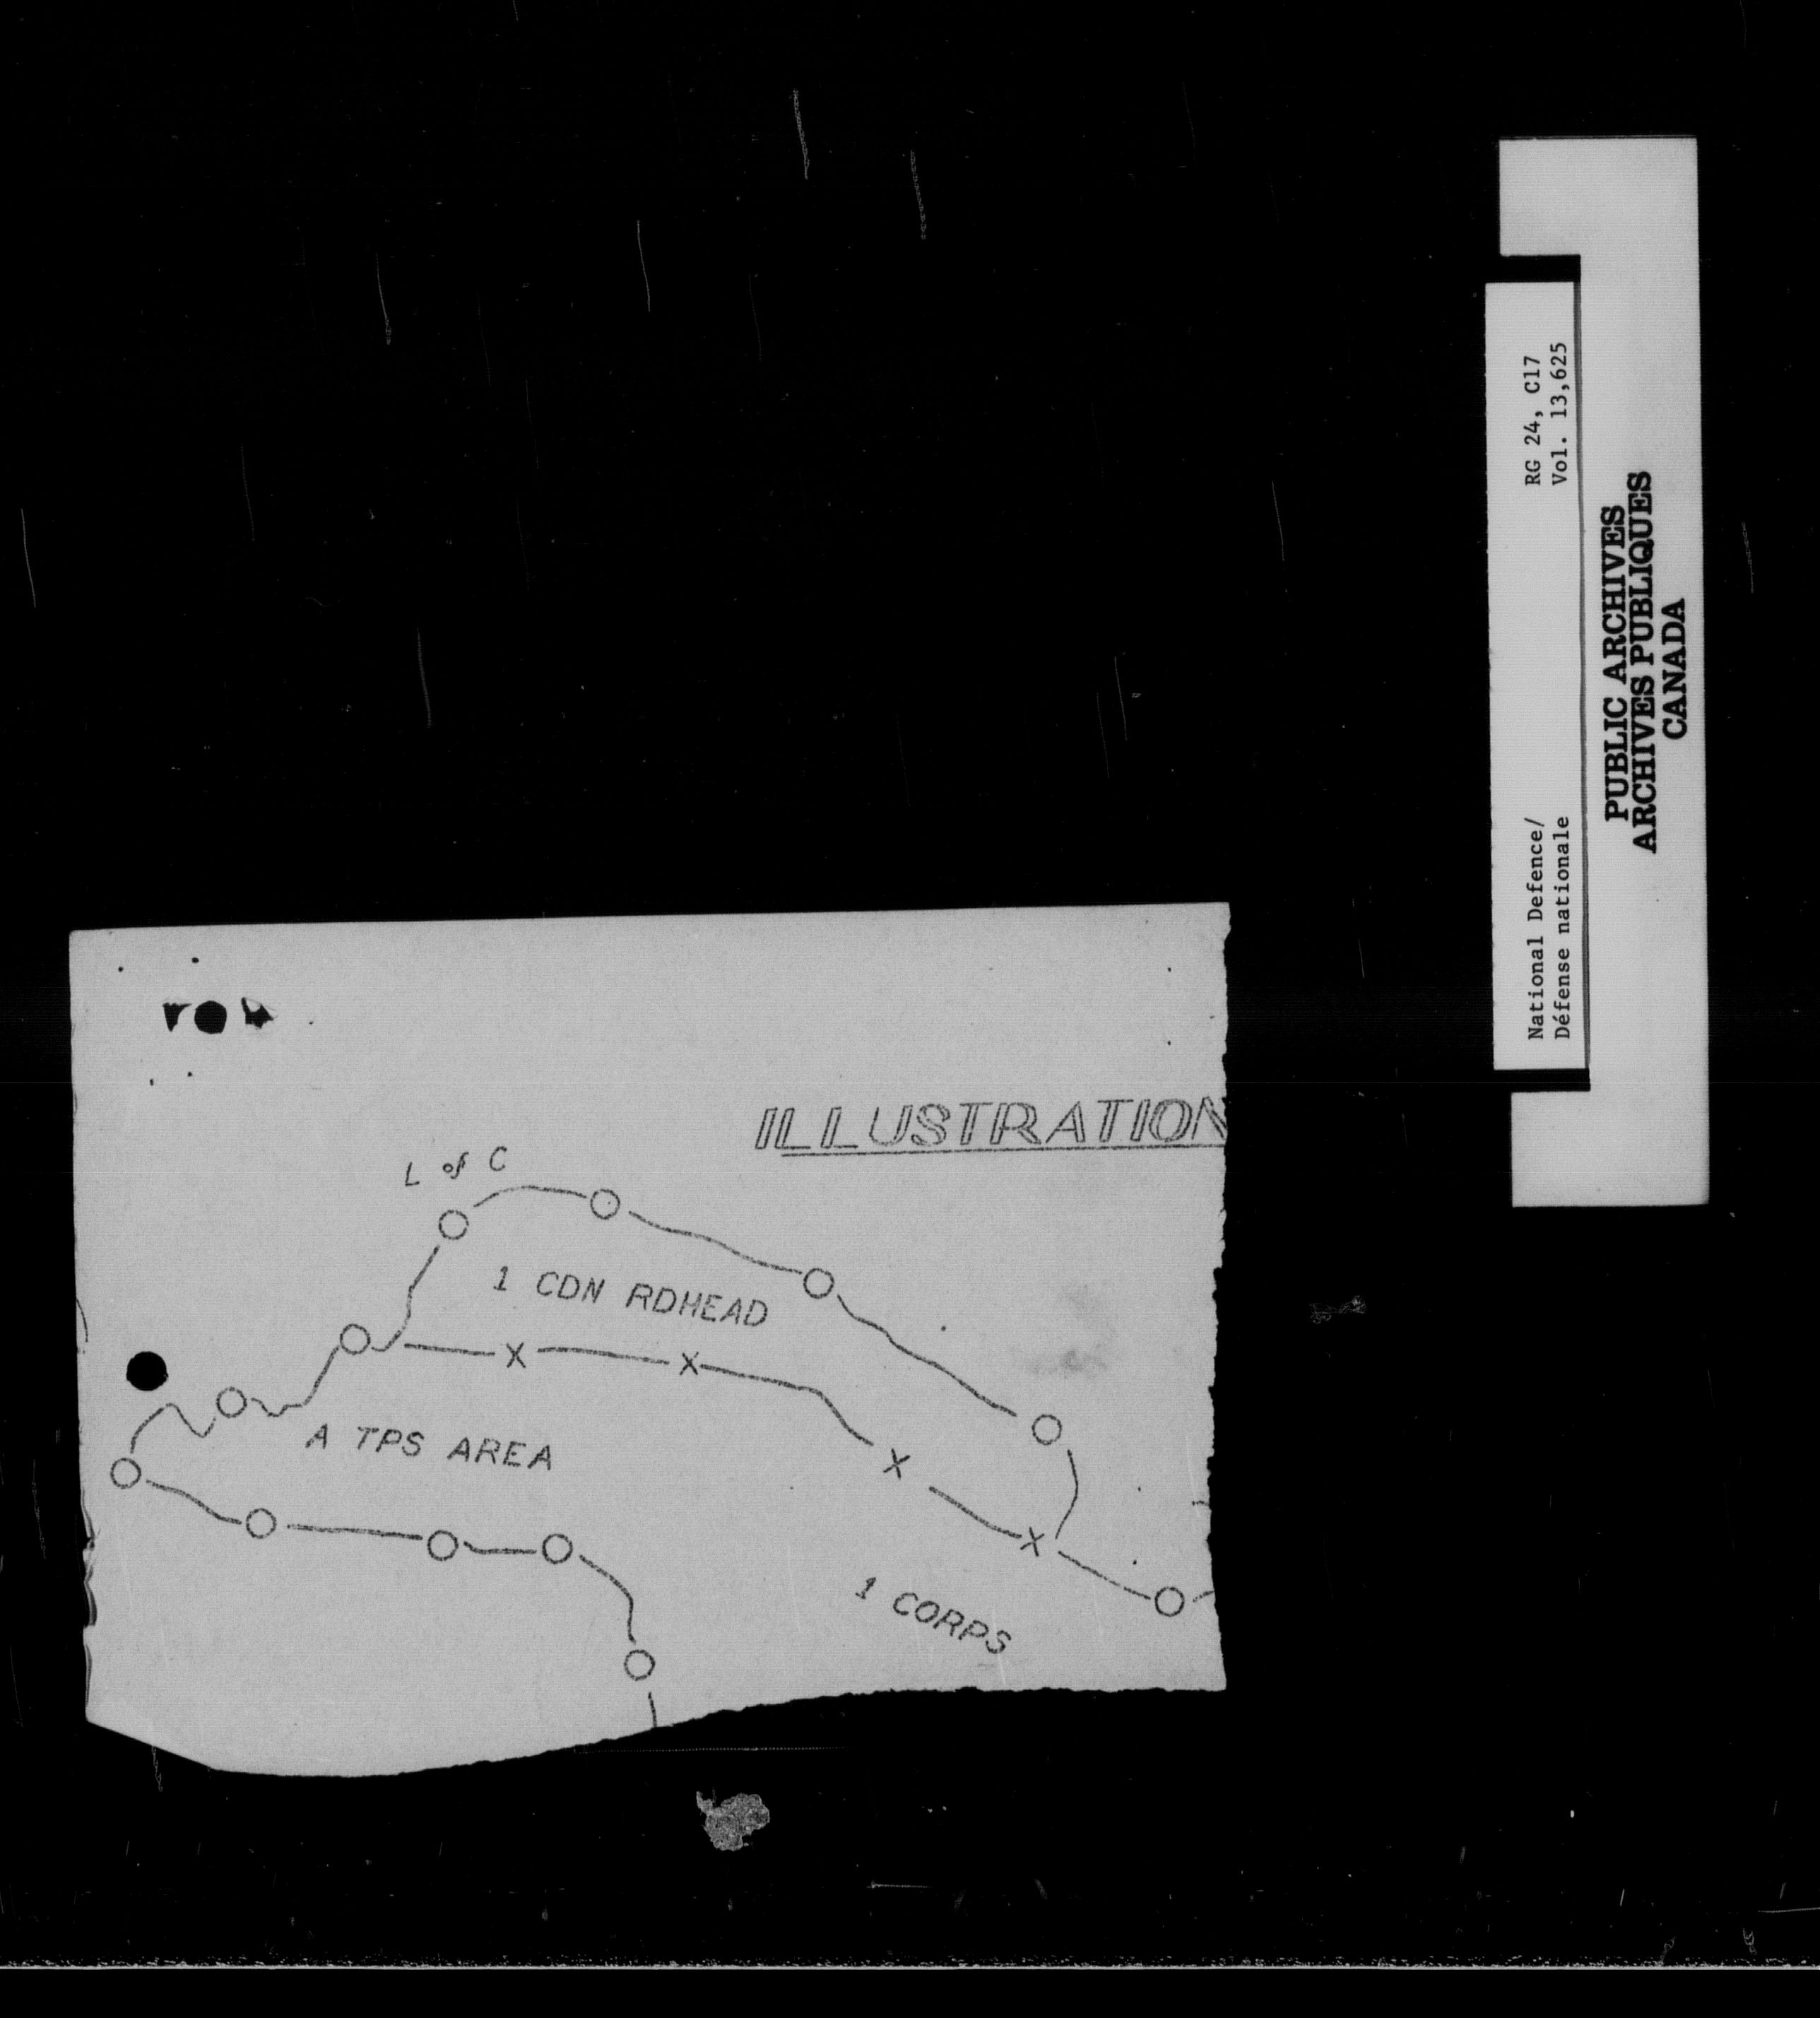 ILLUSTRATION
L of C
1 CDN RDHEAD
A TPS AREA
1 CORPS
National Defence/
Défense nationale
RG 24, C17
Vol. 13,625
PUBLIC ARCHIVES
ARCHIVES PUBLIQUES
CANADA